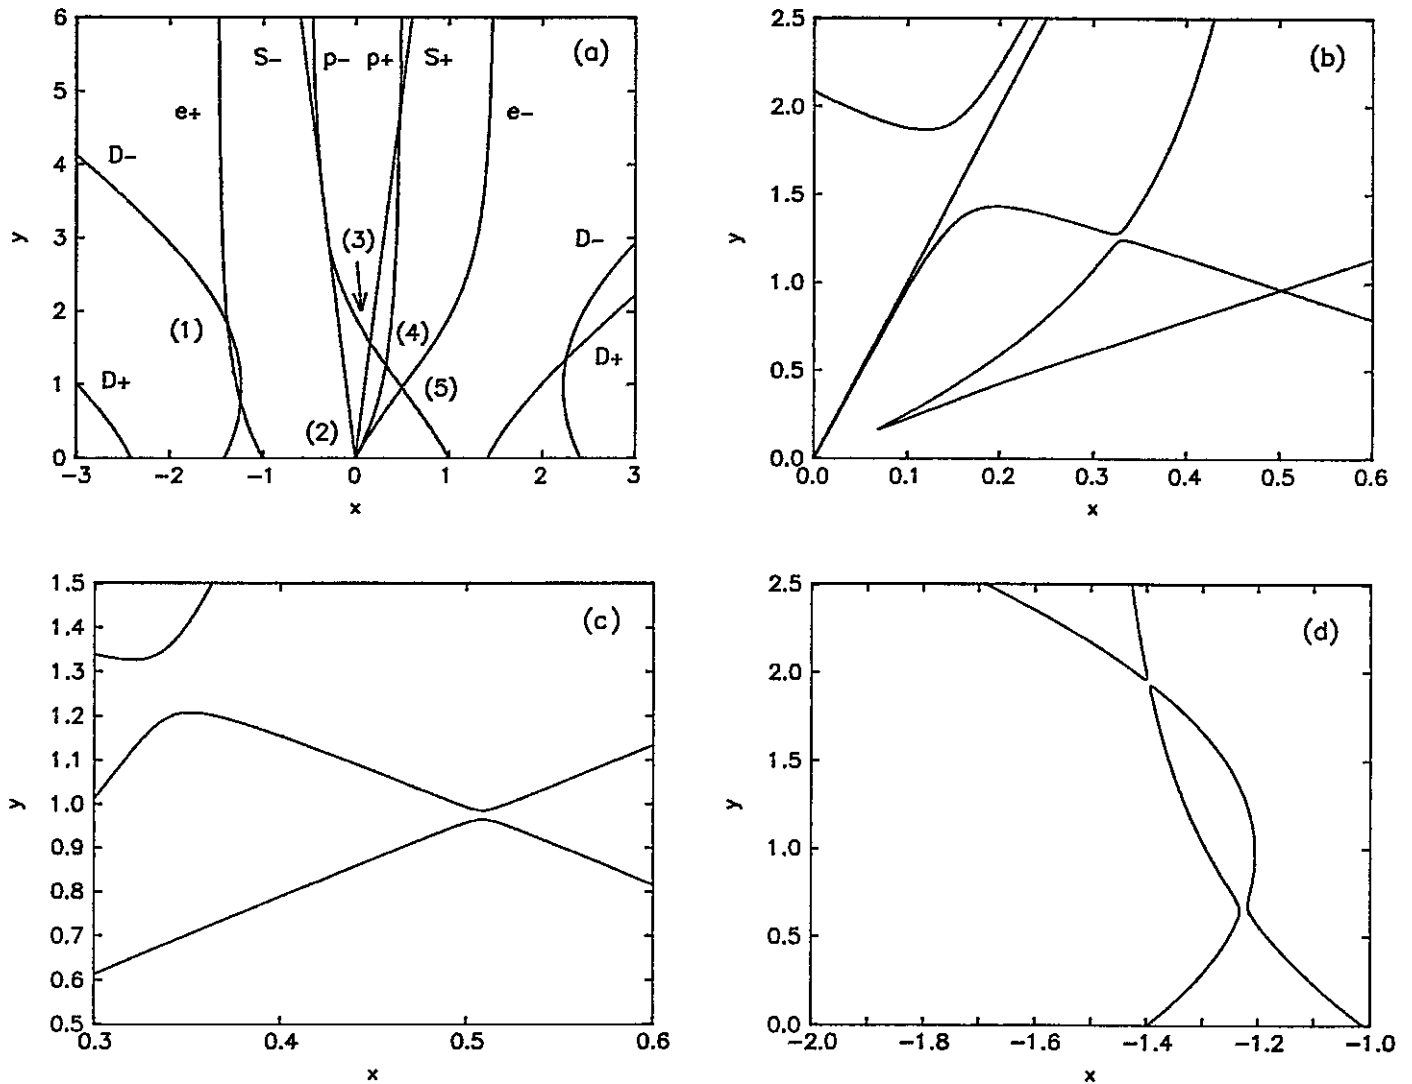 6
5
4
3
2
1
0
y
−3
−2
−1
0
1
2
3
x
(a)
S−
p−
p+
S+
e+
e−
D−
D−
D+
D+
(1)
(2)
(3)
(4)
(5)
2.5
2.0
1.5
1.0
0.5
0.0
y
0.0
0.1
0.2
0.3
0.4
0.5
0.6
x
(b)
1.5
1.4
1.3
1.2
1.1
1.0
0.9
0.8
0.7
0.6
0.5
y
0.3
0.4
0.5
0.6
x
(c)
2.5
2.0
1.5
1.0
0.5
0.0
y
−2.0
−1.8
−1.6
−1.4
−1.2
−1.0
x
(d)